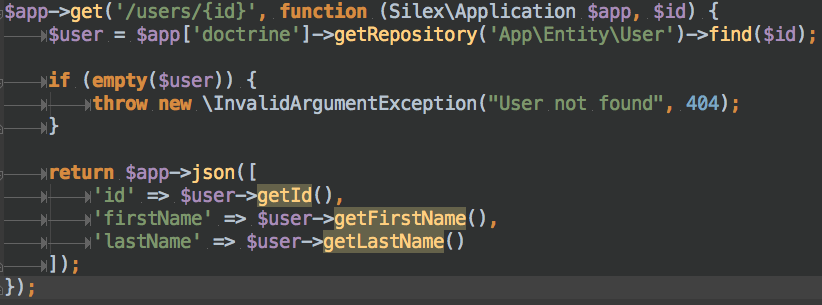 $app->get('/users/{id}', function (Silex\Application $app, $id) {
    $user = $app['doctrine']->getRepository('App\Entity\User')->find($id);

    if (empty($user)) {
        throw new \InvalidArgumentException("User not found", 404);
    }

    return $app->json([
        'id' => $user->getId(),
        'firstName' => $user->getFirstName(),
        'lastName' => $user->getLastName()
    ]);
});